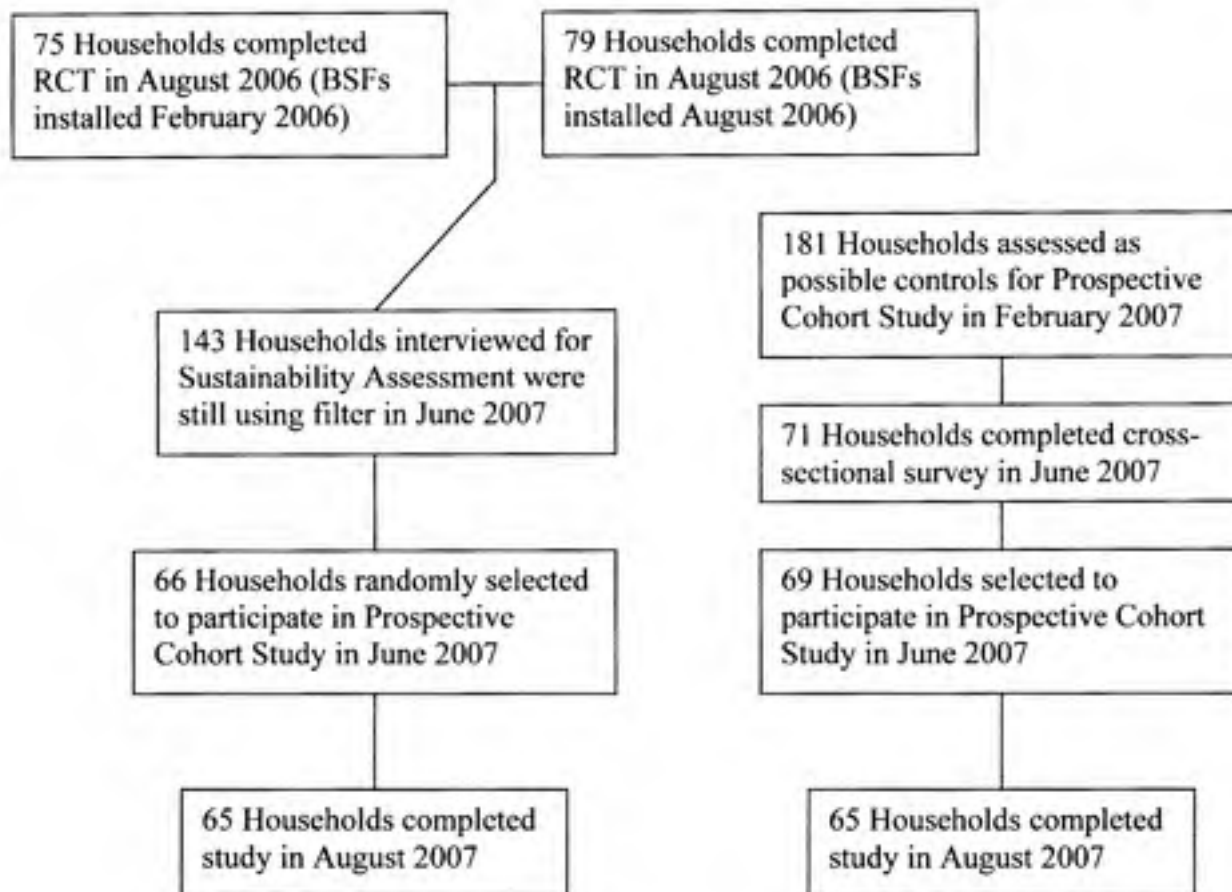 75 Households completed
RCT in August 2006 (BSFs
installed February 2006)
79 Households completed
RCT in August 2006 (BSFs
installed August 2006)
181 Households assessed as
possible controls for Prospective
Cohort Study in February 2007
143 Households interviewed for
Sustainability Assessment were
still using filter in June 2007
71 Households completed cross-
sectional survey in June 2007
66 Households randomly selected
to participate in Prospective
Cohort Study in June 2007
69 Households selected to
participate in Prospective Cohort
Study in June 2007
65 Households completed
study in August 2007
65 Households completed
study in August 2007